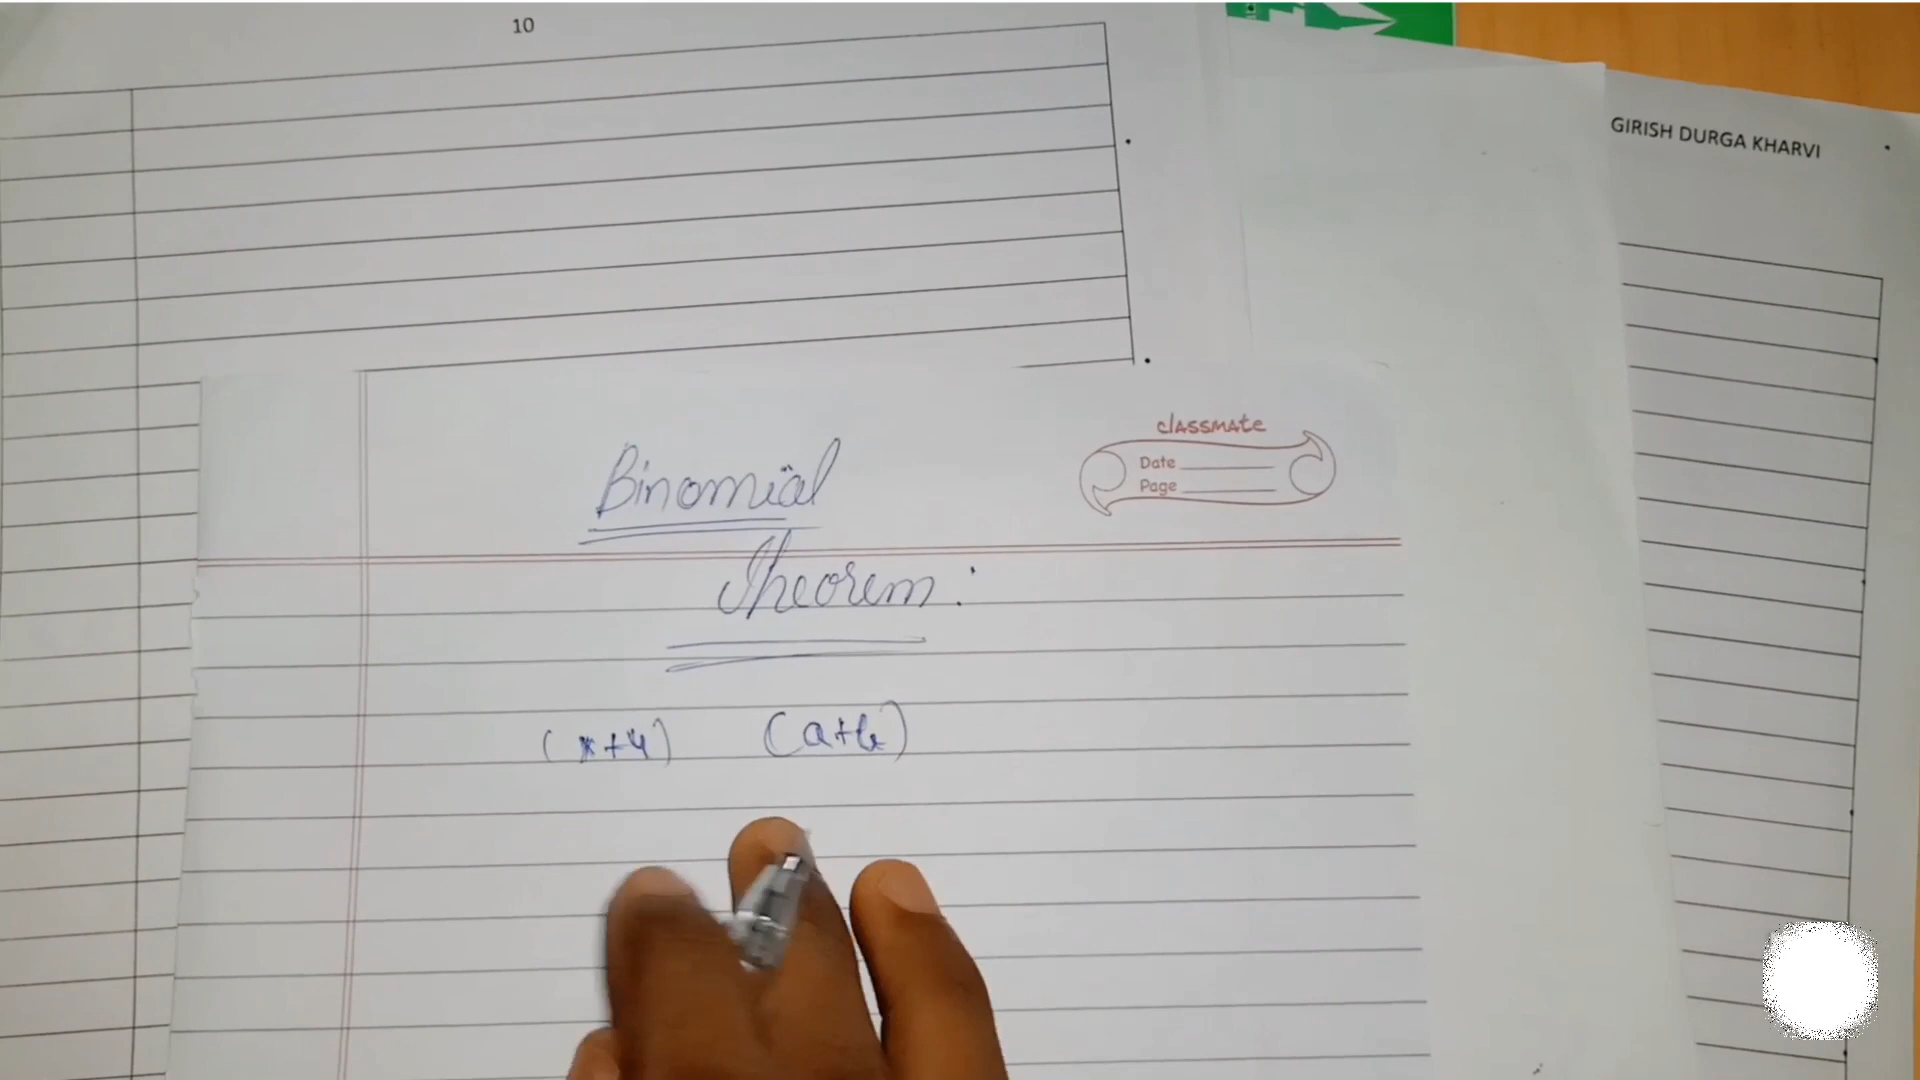 10
GIRISH DURGA KHARVI
classmate
Date
Page
Binomial
Theorem :
(x+y) (a+b)